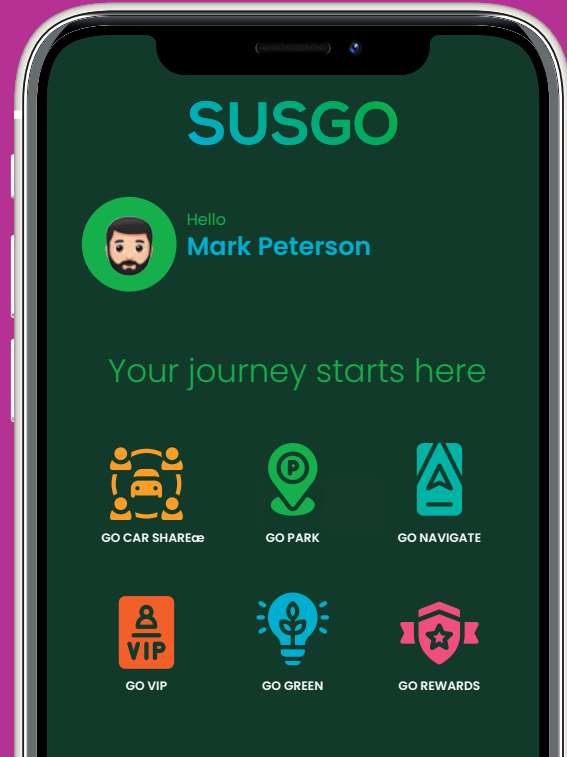 SUSGO
Hello
Mark Peterson
Your journey starts here
P
GO CAR SHAREœ
GO PARK
GO NAVIGATE
VIP
GO VIP
GO GREEN
GO REWARDS